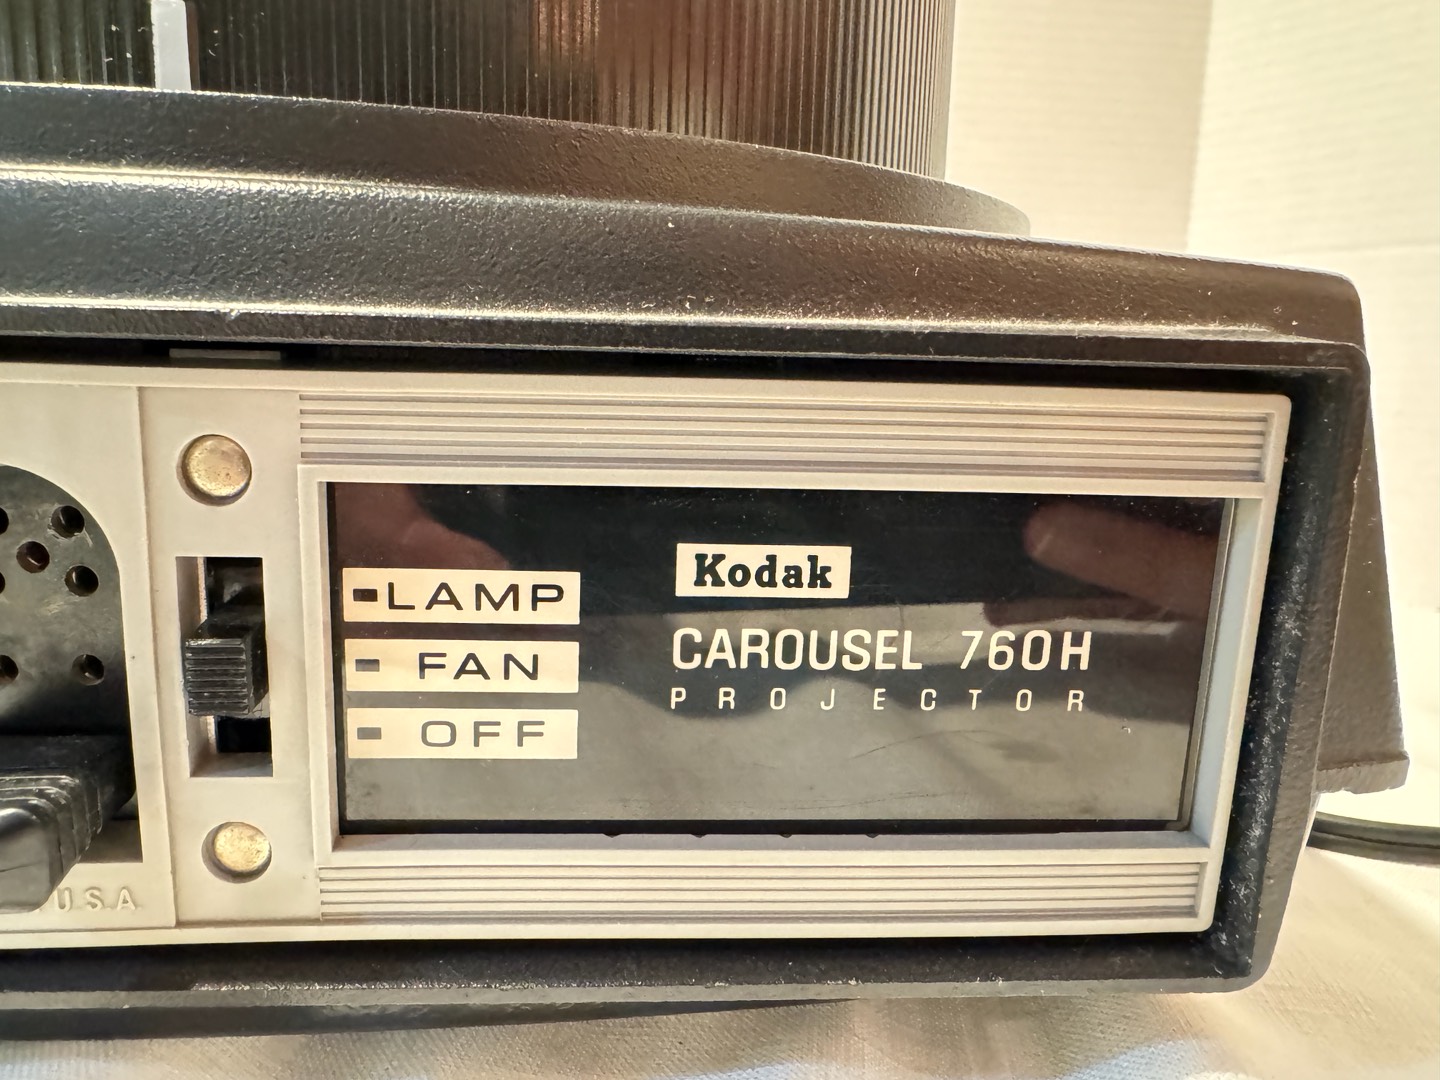 LAMP
FAN
OFF
Kodak
CAROUSEL 760H
PROJECTOR
U.S.A.